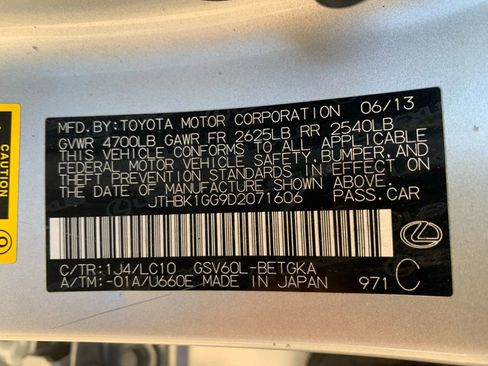 MFD.BY:TOYOTA MOTOR CORPORATION 06/13
GVWR 4700LB GAWR FR 2625LB RR 2540LB
THIS VEHICLE CONFORMS TO ALL APPLICABLE
FEDERAL MOTOR VEHICLE SAFETY, BUMPER, AND
THEFT PREVENTION STANDARDS IN EFFECT ON
THE DATE OF MANUFACTURE SHOWN ABOVE.
JTHBK1GG9D2071606 PASS.CAR
C/TR:1J4/LC10 GSV60L-BETGKA
A/TM:-01A/U660E MADE IN JAPAN 971 C
CAUTION